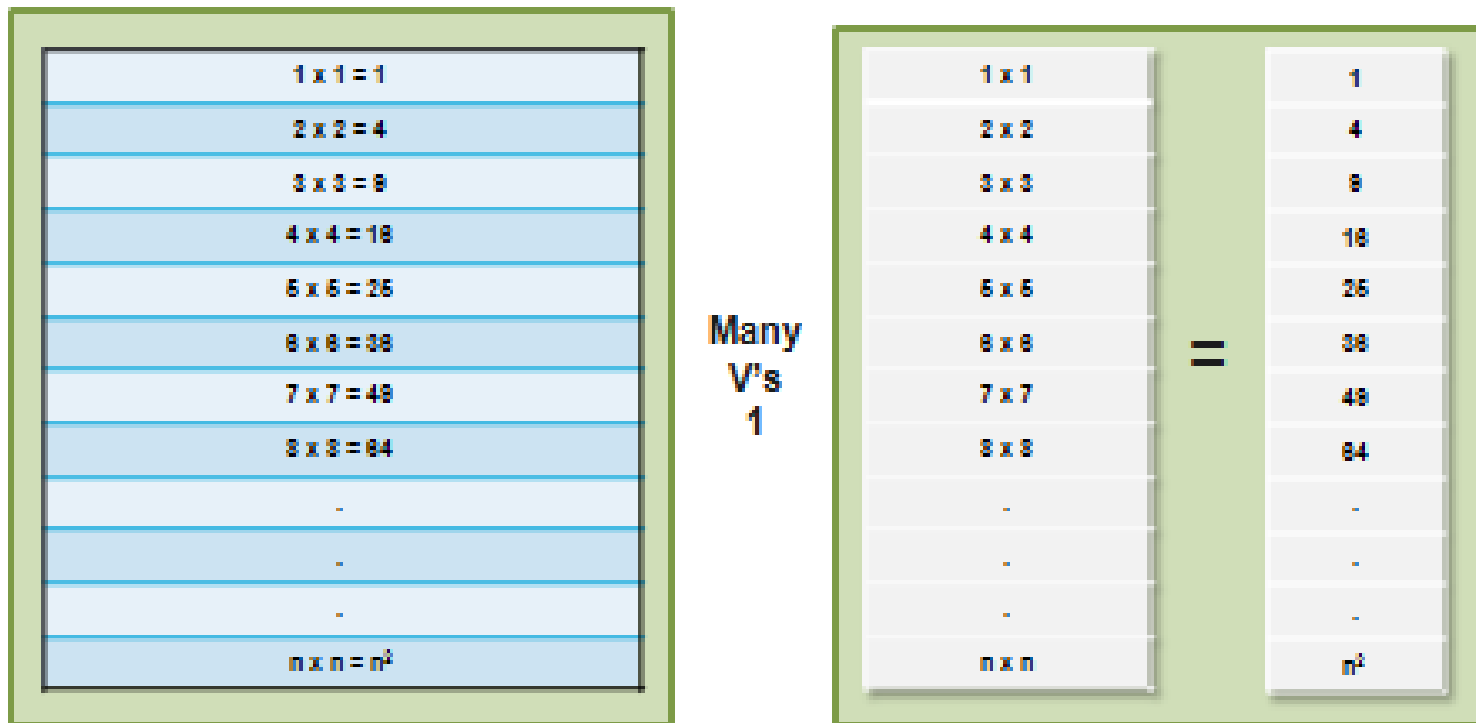 1 x 1 = 1
2 x 2 = 4
3 x 3 = 9
4 x 4 = 16
5 x 5 = 25
6 x 6 = 36
7 x 7 = 49
8 x 8 = 64
.
.
.
n x n = n²
Many
V's
1
1 x 1
2 x 2
3 x 3
4 x 4
5 x 5
6 x 6
7 x 7
8 x 8
.
.
.
n x n
=
1
4
9
16
25
36
49
64
.
.
.
n²